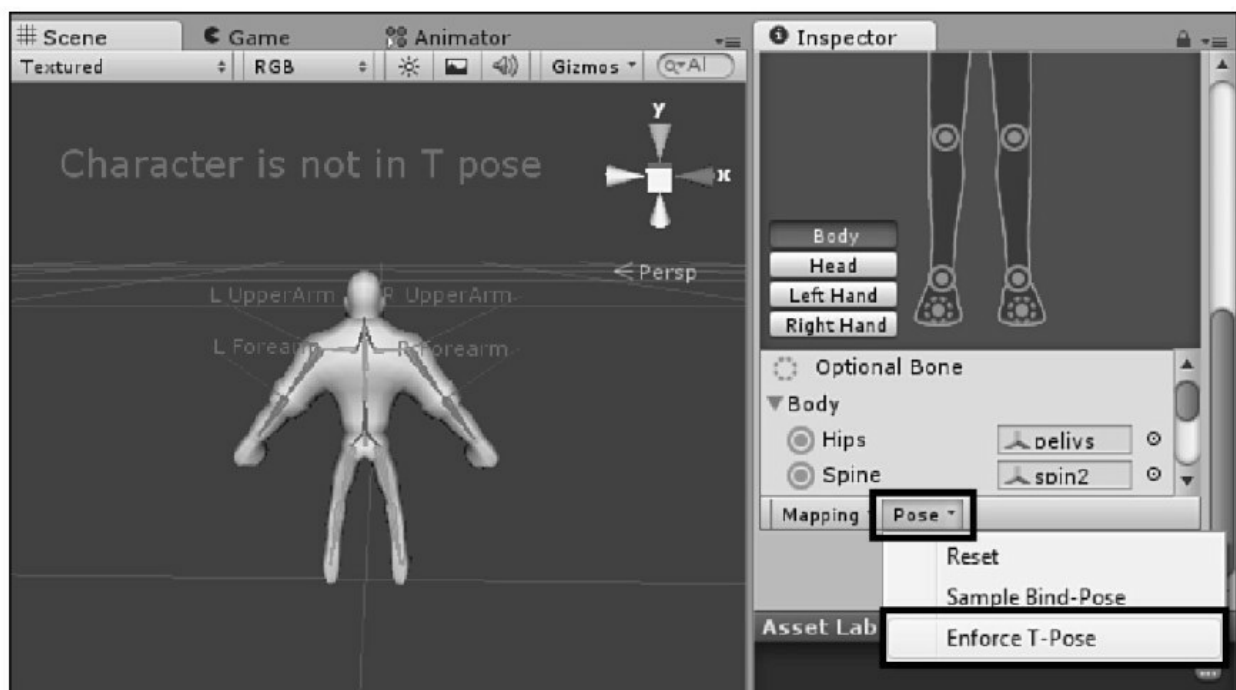 Scene Game Animator
Textured RGB Gizmos Al
Character is not in T pose
y
x
Persp
L UpperArm R UpperArm
L Forearm R Forearm
Inspector
Body
Head
Left Hand
Right Hand
Optional Bone
Body
Hips pelivs
Spine spin2
Mapping Pose
Reset
Sample Bind-Pose
Enforce T-Pose
Asset Lab